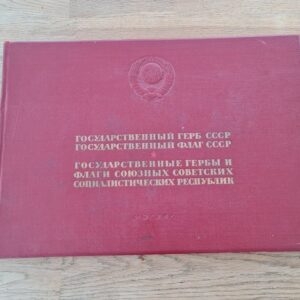 ГОСУДАРСТВЕННЫЙ ГЕРБ СССР
ГОСУДАРСТВЕННЫЙ ФЛАГ СССР
ГОСУДАРСТВЕННЫЕ ГЕРБЫ И
ФЛАГИ СОЮЗНЫХ СОВЕТСКИХ
СОЦИАЛИСТИЧЕСКИХ РЕСПУБЛИК